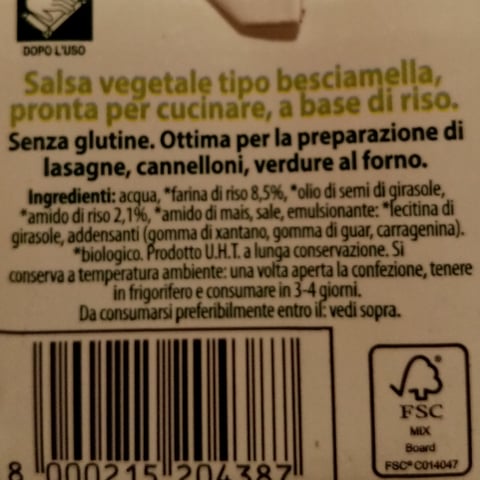 DOPO L'USO
Salsa vegetale tipo besciamella,
pronta per cucinare, a base di riso.
Senza glutine. Ottima per la preparazione di
lasagne, cannelloni, verdure al forno.
Ingredienti: acqua, *farina di riso 8,5%, *olio di semi di girasole,
*amido di riso 2,1%, *amido di mais, sale, emulsionante: *lecitina di
girasole, addensanti (gomma di xantano, gomma di guar, carragenina).
*biologico. Prodotto U.H.T. a lunga conservazione. Si
conserva a temperatura ambiente: una volta aperta la confezione, tenere
in frigorifero e consumare in 3-4 giorni.
Da consumarsi preferibilmente entro il: vedi sopra.
8 000215 204387
FSC
MIX
Board
FSC® C014047